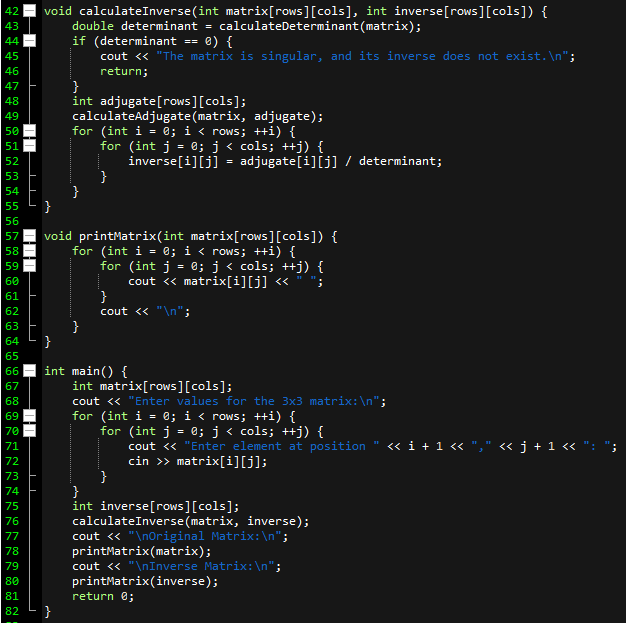 42 void calculateInverse(int matrix[rows][cols], int inverse[rows][cols]) {
43     double determinant = calculateDeterminant(matrix);
44     if (determinant == 0) {
45         cout << "The matrix is singular, and its inverse does not exist.\n";
46         return;
47     }
48     int adjugate[rows][cols];
49     calculateAdjugate(matrix, adjugate);
50     for (int i = 0; i < rows; ++i) {
51         for (int j = 0; j < cols; ++j) {
52             inverse[i][j] = adjugate[i][j] / determinant;
53         }
54     }
55 }
56
57 void printMatrix(int matrix[rows][cols]) {
58     for (int i = 0; i < rows; ++i) {
59         for (int j = 0; j < cols; ++j) {
60             cout << matrix[i][j] << " ";
61         }
62         cout << "\n";
63     }
64 }
65
66 int main() {
67     int matrix[rows][cols];
68     cout << "Enter values for the 3x3 matrix:\n";
69     for (int i = 0; i < rows; ++i) {
70         for (int j = 0; j < cols; ++j) {
71             cout << "Enter element at position " << i + 1 << "," << j + 1 << ": ";
72             cin >> matrix[i][j];
73         }
74     }
75     int inverse[rows][cols];
76     calculateInverse(matrix, inverse);
77     cout << "\nOriginal Matrix:\n";
78     printMatrix(matrix);
79     cout << "\nInverse Matrix:\n";
80     printMatrix(inverse);
81     return 0;
82 }